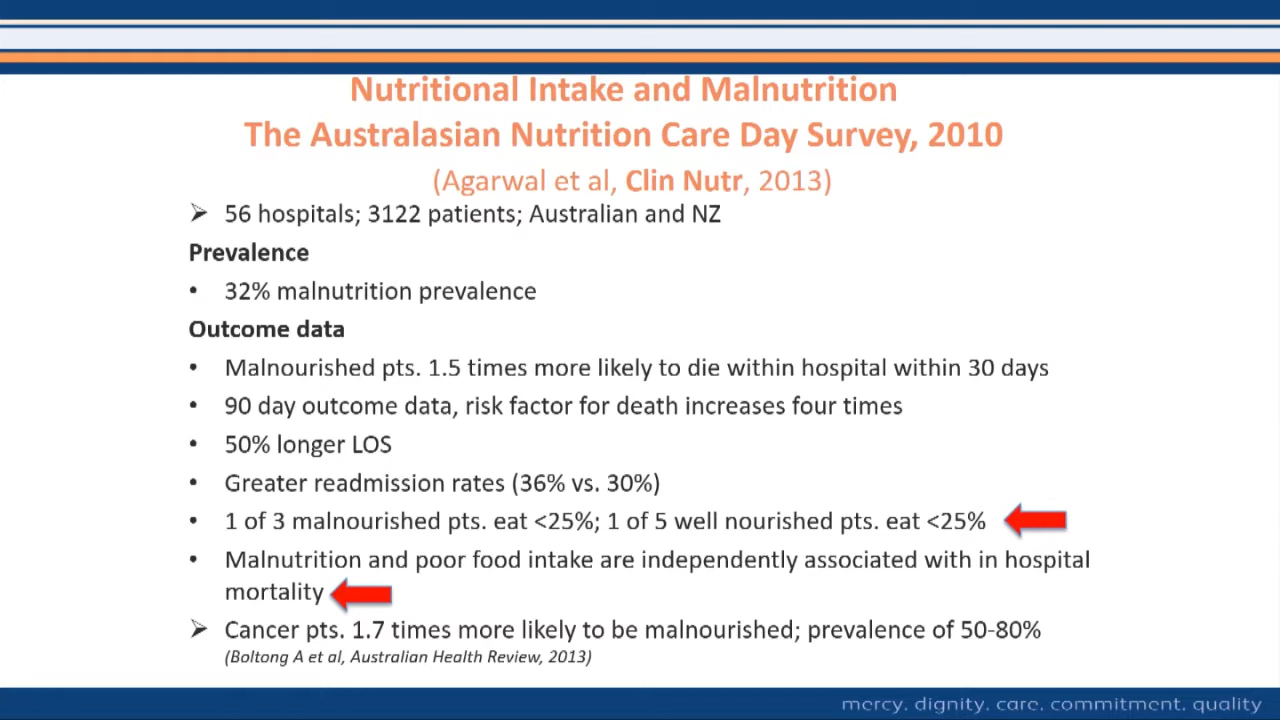 Nutritional Intake and Malnutrition
The Australasian Nutrition Care Day Survey, 2010
(Agarwal et al, Clin Nutr, 2013)
➢ 56 hospitals; 3122 patients; Australian and NZ
Prevalence
• 32% malnutrition prevalence
Outcome data
• Malnourished pts. 1.5 times more likely to die within hospital within 30 days
• 90 day outcome data, risk factor for death increases four times
• 50% longer LOS
• Greater readmission rates (36% vs. 30%)
• 1 of 3 malnourished pts. eat <25%; 1 of 5 well nourished pts. eat <25%
• Malnutrition and poor food intake are independently associated with in hospital
mortality
➢ Cancer pts. 1.7 times more likely to be malnourished; prevalence of 50-80%
(Boltong A et al, Australian Health Review, 2013)
mercy. dignity. care. commitment. quality